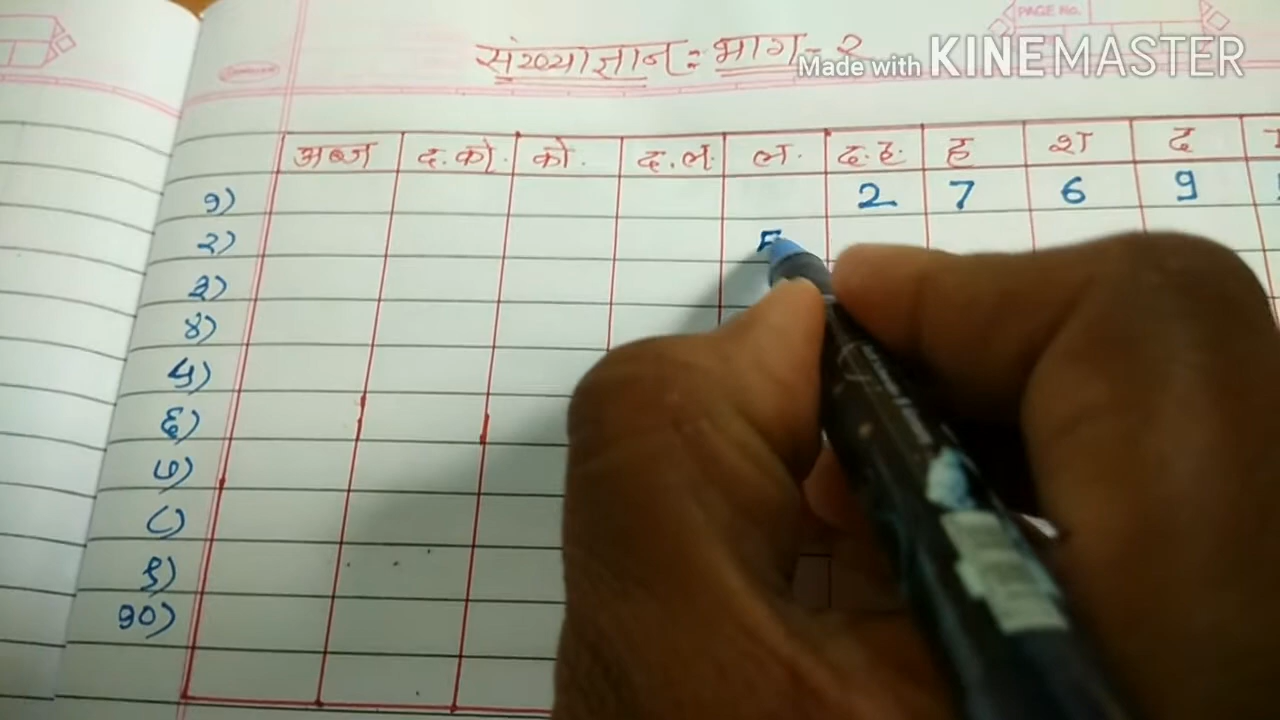 PAGE No.
संख्याज्ञान : भाग - २
Made with KINEMASTER
अब्ज द.को. को. द.ल. ल. द.ह. ह श द
१) 2 7 6 9
२)
३)
४)
५)
६)
७)
८)
९)
१०)